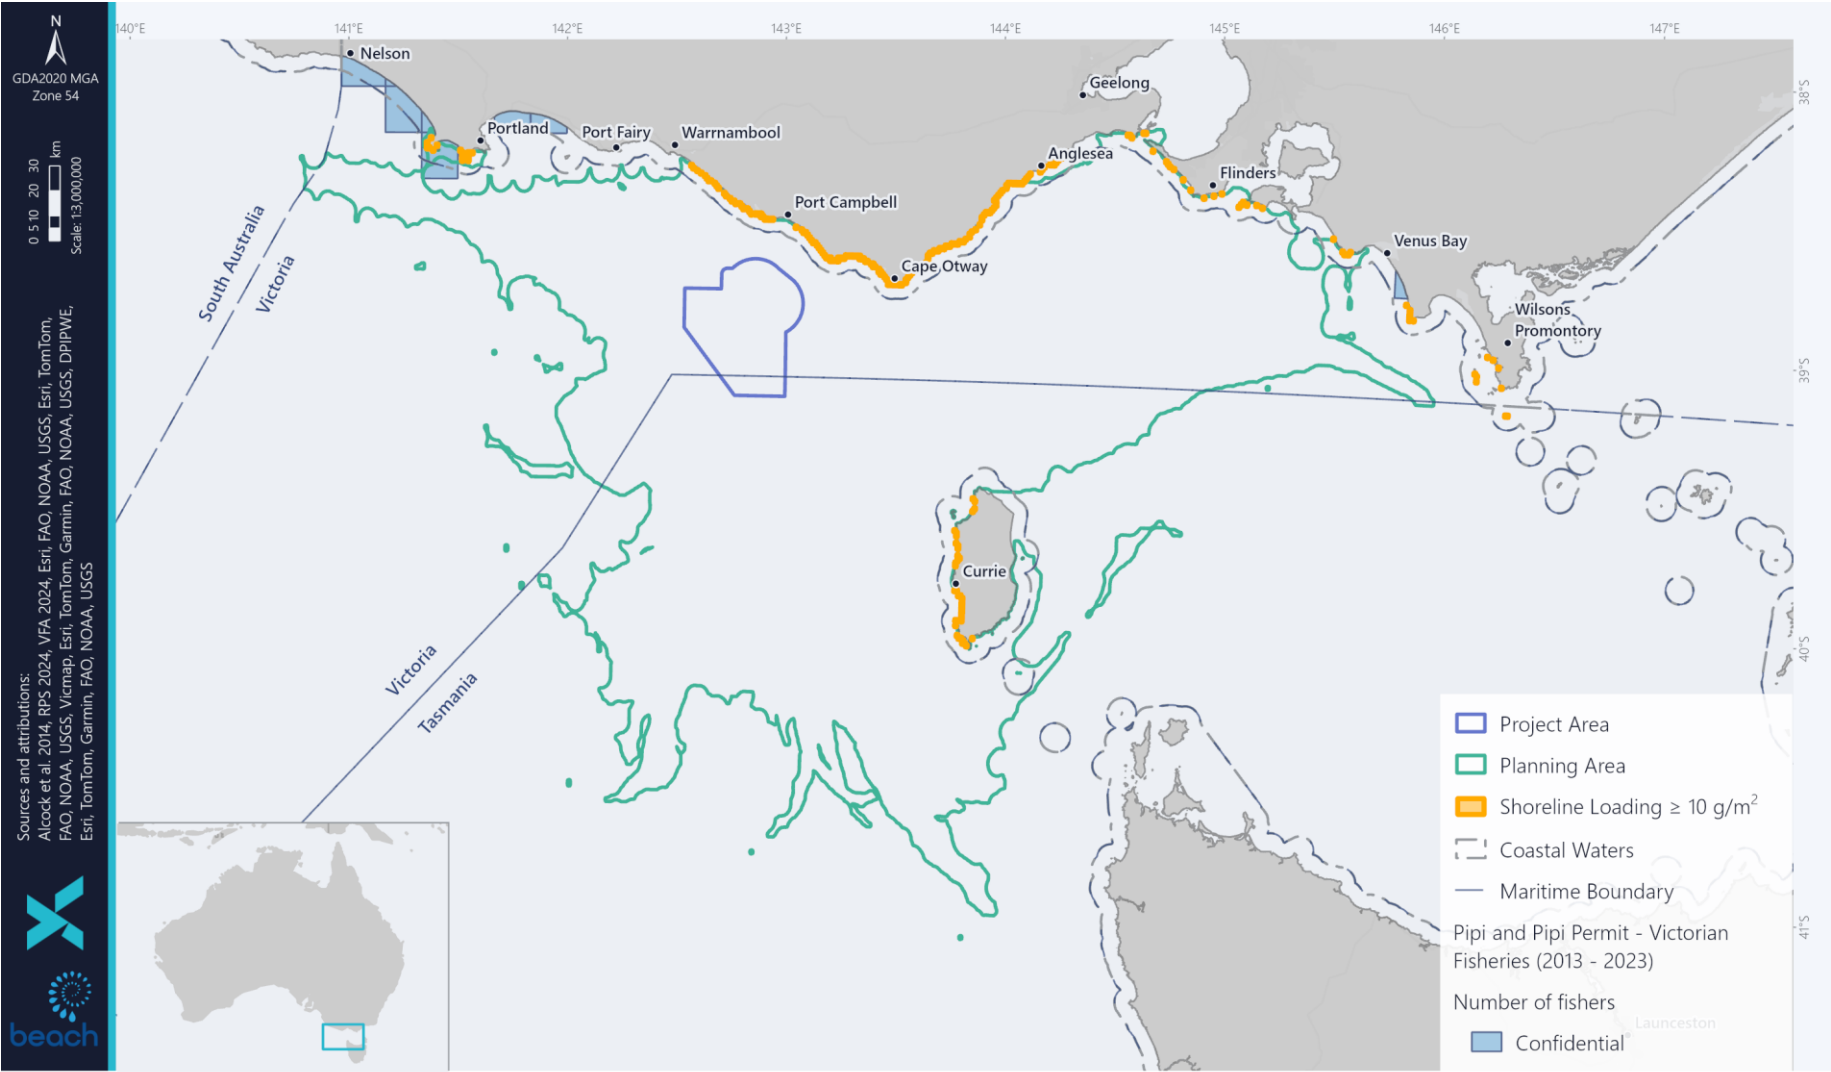 140°E
141°E
142°E
143°E
144°E
145°E
146°E
147°E
38°S
39°S
40°S
41°S
N
GDA2020 MGA
Zone 54
0 5 10 20 30
km
Scale: 1:3,000,000
Sources and attributions:
Alcock et al. 2014, RPS 2024, VFA 2024, Esri, FAO, NOAA, USGS, Esri, TomTom,
FAO, NOAA, USGS, Vicmap, Esri, TomTom, Garmin, FAO, NOAA, USGS, DPIPWE,
Esri, TomTom, Garmin, FAO, NOAA, USGS
beach
Nelson
Portland
Port Fairy
Warrnambool
Geelong
Anglesea
Flinders
Port Campbell
Cape Otway
Venus Bay
Wilsons
Promontory
South Australia
Victoria
Currie
Victoria
Tasmania
Project Area
Planning Area
Shoreline Loading ≥ 10 g/m²
Coastal Waters
Maritime Boundary
Pipi and Pipi Permit - Victorian
Fisheries (2013 - 2023)
Number of fishers
Launceston
Confidential